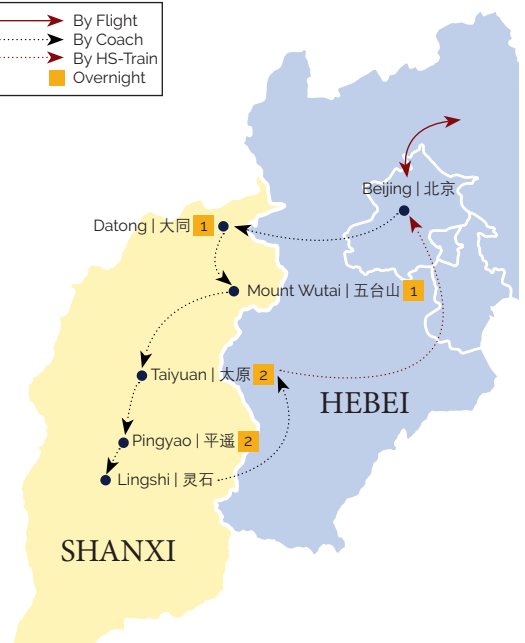 By Flight
By Coach
By HS-Train
Overnight
Beijing | 北京
Datong | 大同 1
Mount Wutai | 五台山 1
Taiyuan | 太原 2
HEBEI
Pingyao | 平遥 2
Lingshi | 灵石
SHANXI